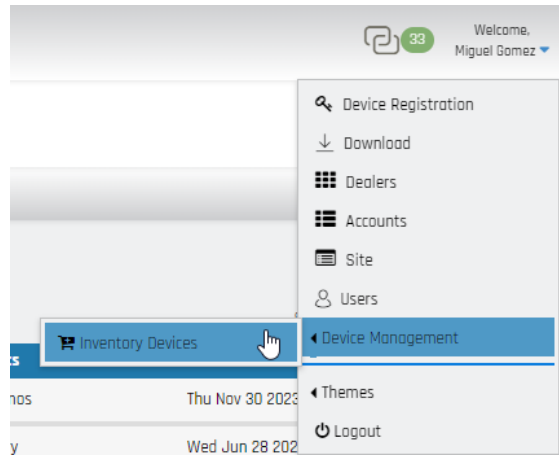 33
Welcome,
Miguel Gomez
Device Registration
Download
Dealers
Accounts
Site
Users
Inventory Devices
Device Management
Thu Nov 30 2023
Themes
Wed Jun 28 202
Logout